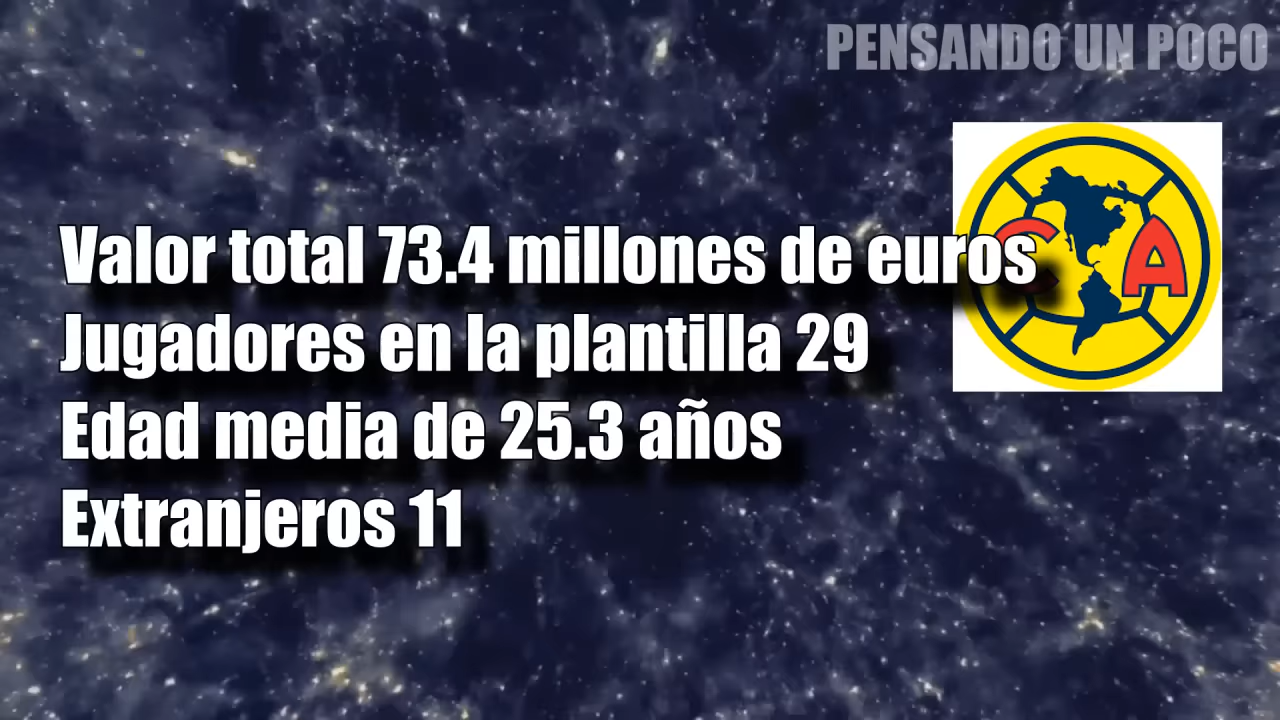 PENSANDO UN POCO
CA
Valor total 73.4 millones de euros
Jugadores en la plantilla 29
Edad media de 25.3 años
Extranjeros 11